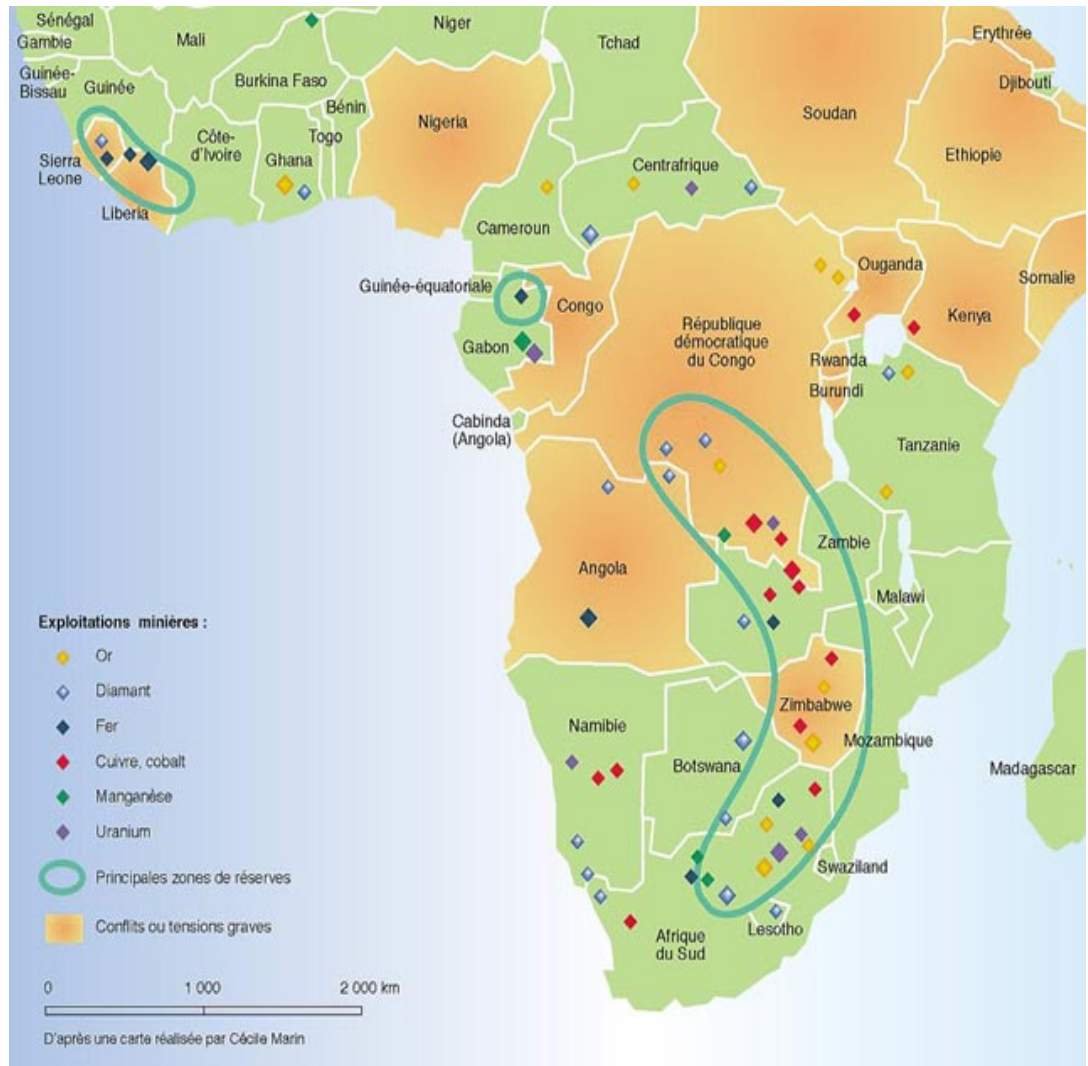 Sénégal
Gambie
Mali
Niger
Tchad
Erythrée
Guinée-
Bissau
Guinée
Burkina Faso
Bénin
Djibouti
Nigeria
Soudan
Sierra
Leone
Côte-
d'Ivoire
Ghana
Togo
Centrafrique
Ethiopie
Liberia
Cameroun
Guinée-équatoriale
Congo
Ouganda
Somalie
Gabon
République
démocratique
du Congo
Kenya
Rwanda
Burundi
Cabinda
(Angola)
Tanzanie
Angola
Zambie
Malawi
Exploitations minières :
Or
Diamant
Fer
Cuivre, cobalt
Manganèse
Uranium
Principales zones de réserves
Conflits ou tensions graves
Namibie
Botswana
Zimbabwe
Mozambique
Madagascar
Swaziland
Lesotho
Afrique
du Sud
0 1 000 2 000 km
D'après une carte réalisée par Cécile Marin